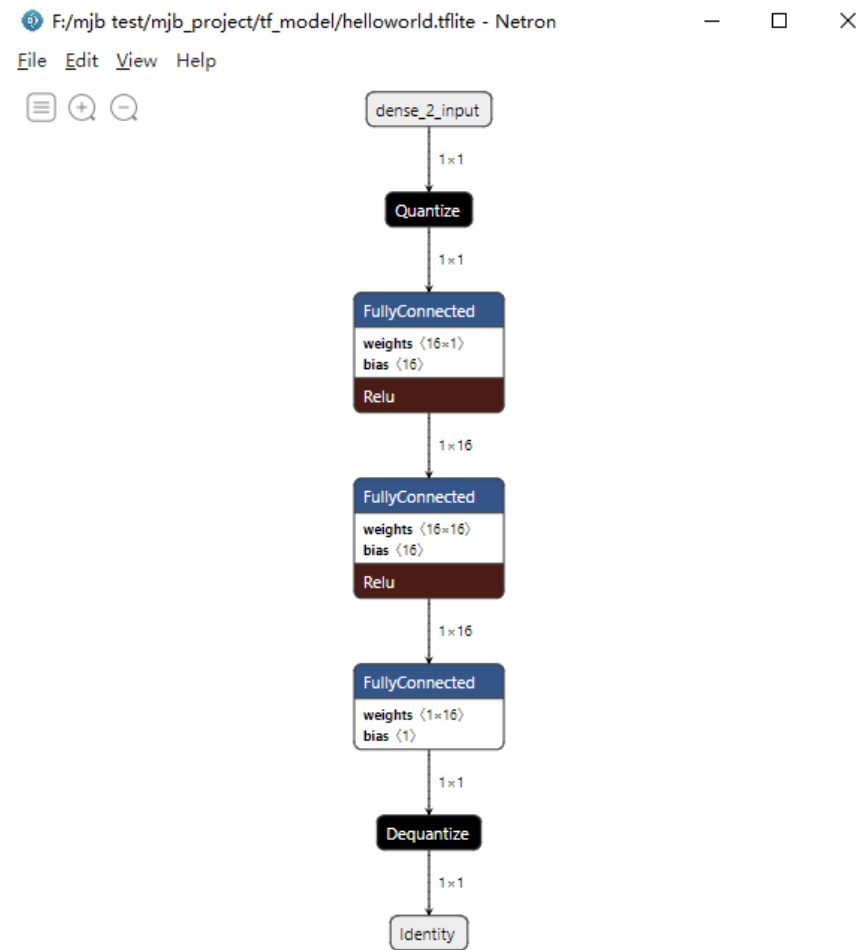 F:/mjb test/mjb_project/tf_model/helloworld.tflite - Netron
File Edit View Help
dense_2_input
1×1
Quantize
1×1
FullyConnected
weights 〈16×1〉
bias 〈16〉
Relu
1×16
FullyConnected
weights 〈16×16〉
bias 〈16〉
Relu
1×16
FullyConnected
weights 〈1×16〉
bias 〈1〉
1×1
Dequantize
1×1
Identity